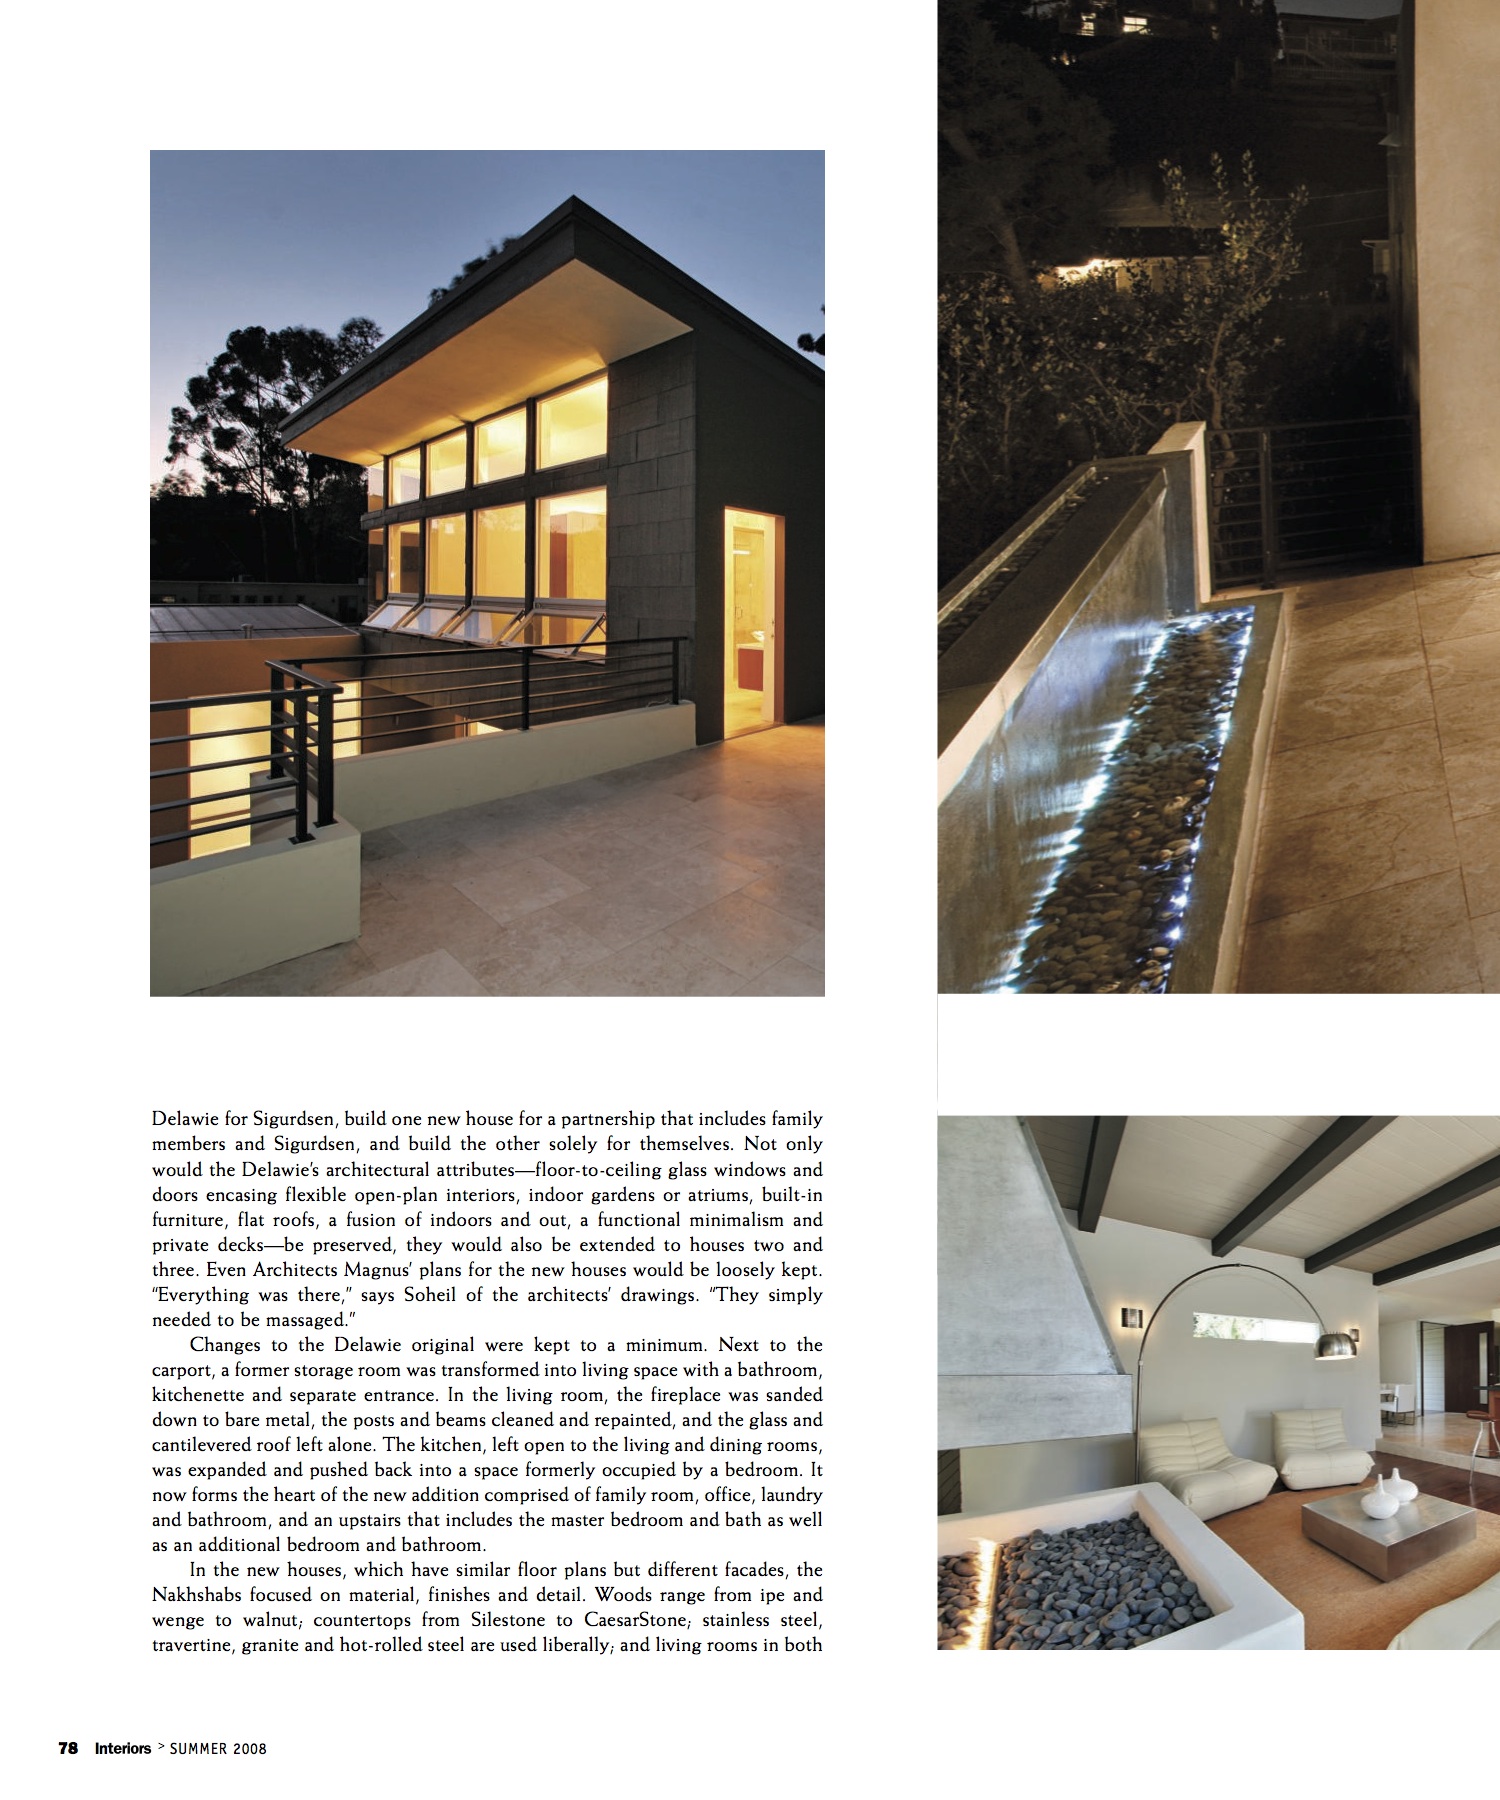 Delawie for Sigurdsen, build one new house for a partnership that includes family
members and Sigurdsen, and build the other solely for themselves. Not only
would the Delawie's architectural attributes—floor-to-ceiling glass windows and
doors encasing flexible open-plan interiors, indoor gardens or atriums, built-in
furniture, flat roofs, a fusion of indoors and out, a functional minimalism and
private decks—be preserved, they would also be extended to houses two and
three. Even Architects Magnus' plans for the new houses would be loosely kept.
"Everything was there," says Soheil of the architects' drawings. "They simply
needed to be massaged."
Changes to the Delawie original were kept to a minimum. Next to the
carport, a former storage room was transformed into living space with a bathroom,
kitchenette and separate entrance. In the living room, the fireplace was sanded
down to bare metal, the posts and beams cleaned and repainted, and the glass and
cantilevered roof left alone. The kitchen, left open to the living and dining rooms,
was expanded and pushed back into a space formerly occupied by a bedroom. It
now forms the heart of the new addition comprised of family room, office, laundry
and bathroom, and an upstairs that includes the master bedroom and bath as well
as an additional bedroom and bathroom.
In the new houses, which have similar floor plans but different facades, the
Nakhshabs focused on material, finishes and detail. Woods range from ipe and
wenge to walnut; countertops from Silestone to CaesarStone; stainless steel,
travertine, granite and hot-rolled steel are used liberally; and living rooms in both
78 Interiors > SUMMER 2008